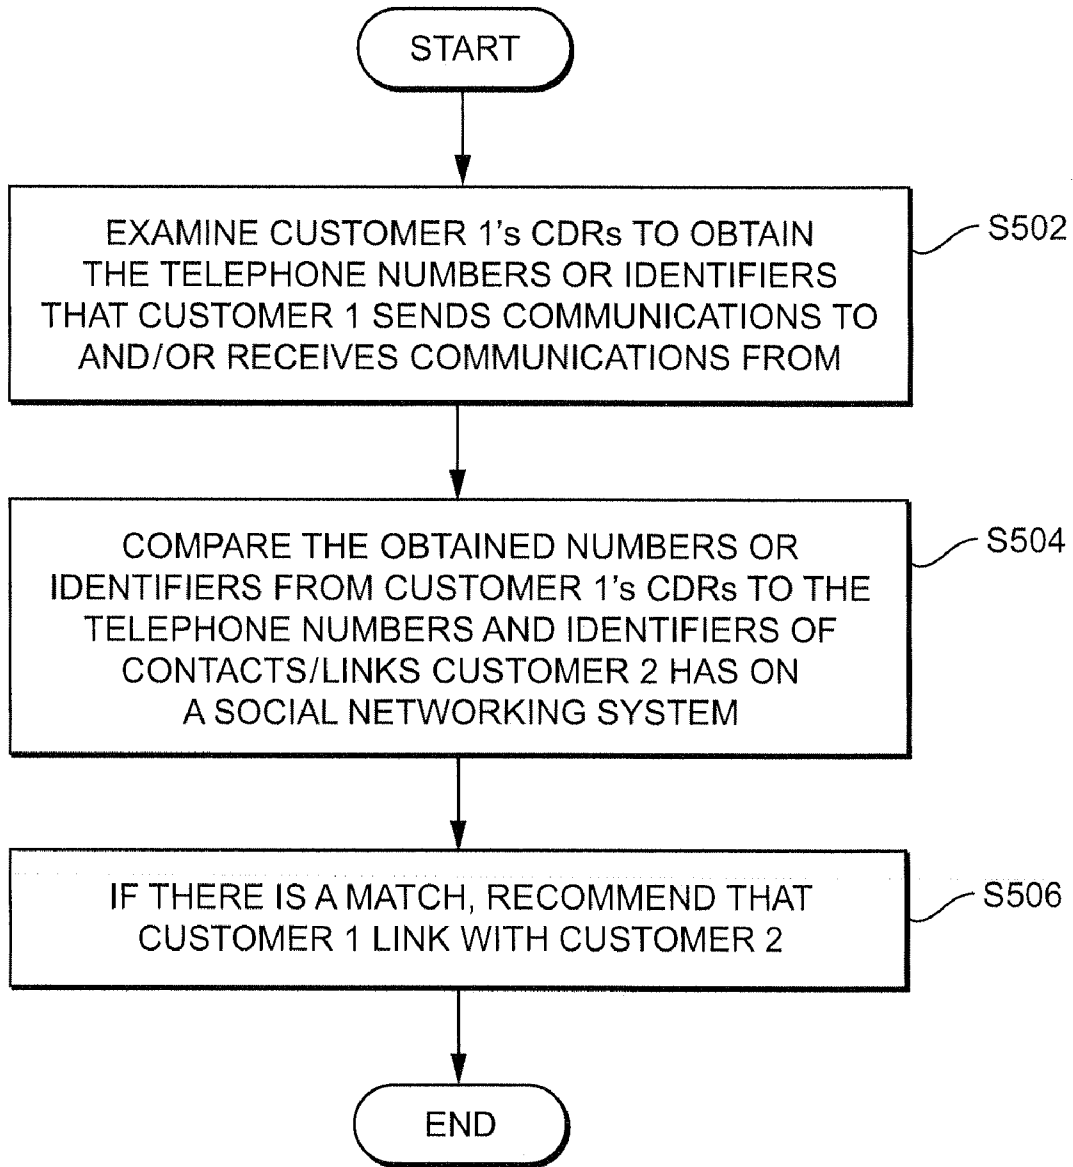 START
EXAMINE CUSTOMER 1's CDRs TO OBTAIN
THE TELEPHONE NUMBERS OR IDENTIFIERS
THAT CUSTOMER 1 SENDS COMMUNICATIONS TO
AND/OR RECEIVES COMMUNICATIONS FROM
S502
COMPARE THE OBTAINED NUMBERS OR
IDENTIFIERS FROM CUSTOMER 1's CDRs TO THE
TELEPHONE NUMBERS AND IDENTIFIERS OF
CONTACTS/LINKS CUSTOMER 2 HAS ON
A SOCIAL NETWORKING SYSTEM
S504
IF THERE IS A MATCH, RECOMMEND THAT
CUSTOMER 1 LINK WITH CUSTOMER 2
S506
END